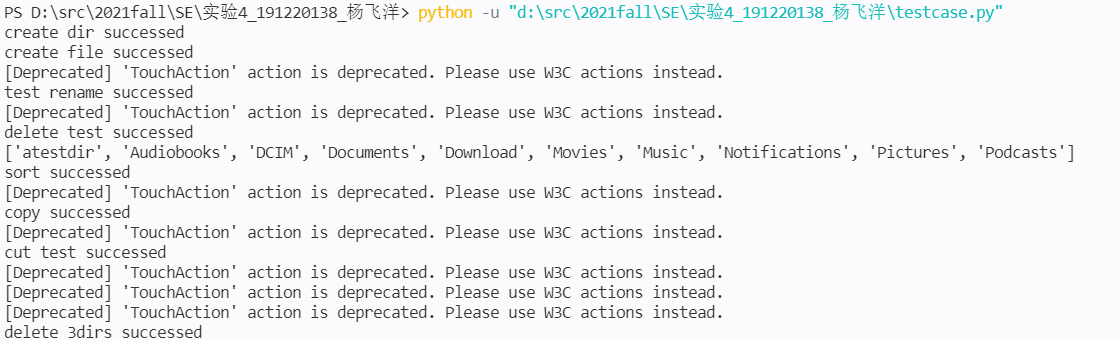 PS D:\src\2021fall\SE\实验4_191220138_杨飞洋> python -u "d:\src\2021fall\SE\实验4_191220138_杨飞洋\testcase.py"
create dir successed
create file successed
[Deprecated] 'TouchAction' action is deprecated. Please use W3C actions instead.
test rename successed
[Deprecated] 'TouchAction' action is deprecated. Please use W3C actions instead.
delete test successed
['atestdir', 'Audiobooks', 'DCIM', 'Documents', 'Download', 'Movies', 'Music', 'Notifications', 'Pictures', 'Podcasts']
sort successed
[Deprecated] 'TouchAction' action is deprecated. Please use W3C actions instead.
copy successed
[Deprecated] 'TouchAction' action is deprecated. Please use W3C actions instead.
cut test successed
[Deprecated] 'TouchAction' action is deprecated. Please use W3C actions instead.
[Deprecated] 'TouchAction' action is deprecated. Please use W3C actions instead.
[Deprecated] 'TouchAction' action is deprecated. Please use W3C actions instead.
delete 3dirs successed